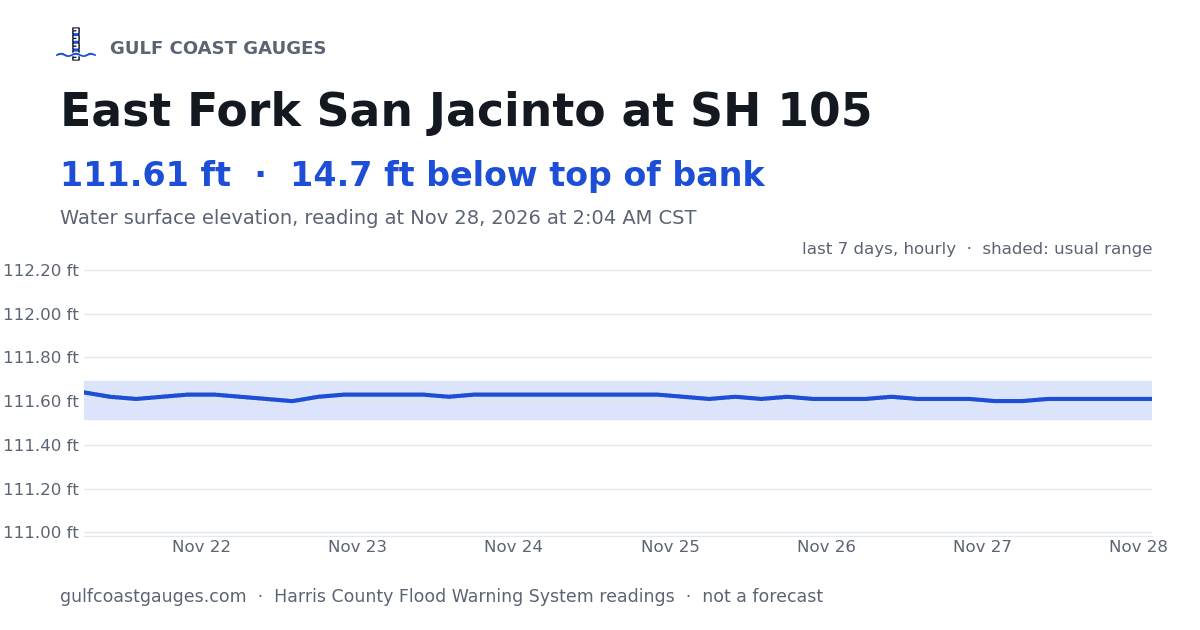 GULF COAST GAUGES
East Fork San Jacinto at SH 105
111.61 ft · 14.7 ft below top of bank
Water surface elevation, reading at Nov 28, 2026 at 2:04 AM CST
last 7 days, hourly · shaded: usual range
112.20 ft
112.00 ft
111.80 ft
111.60 ft
111.40 ft
111.20 ft
111.00 ft
Nov 22 Nov 23 Nov 24 Nov 25 Nov 26 Nov 27 Nov 28
gulfcoastgauges.com · Harris County Flood Warning System readings · not a forecast